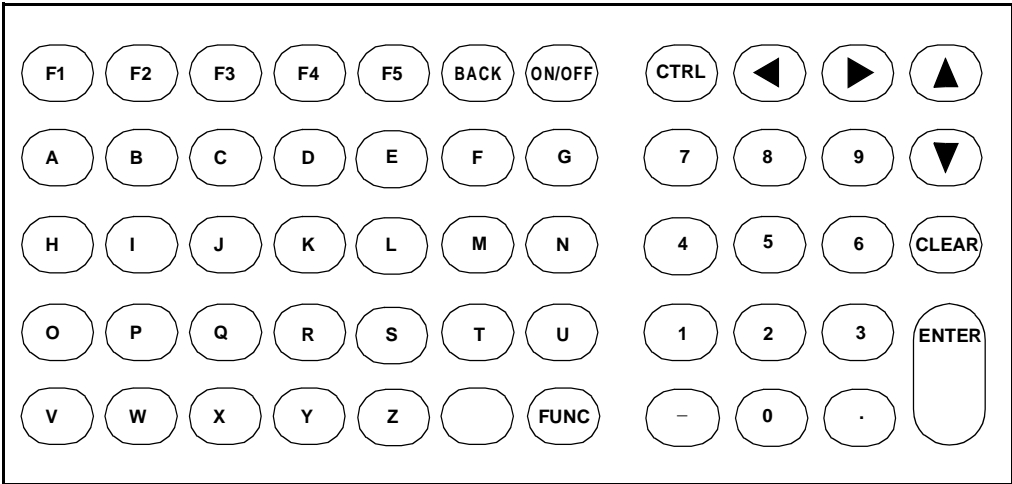 F1 F2 F3 F4 F5 BACK ON/OFF CTRL ◀ ▶ ▲
A B C D E F G 7 8 9 ▼
H I J K L M N 4 5 6 CLEAR
O P Q R S T U 1 2 3 ENTER
V W X Y Z FUNC – 0 .